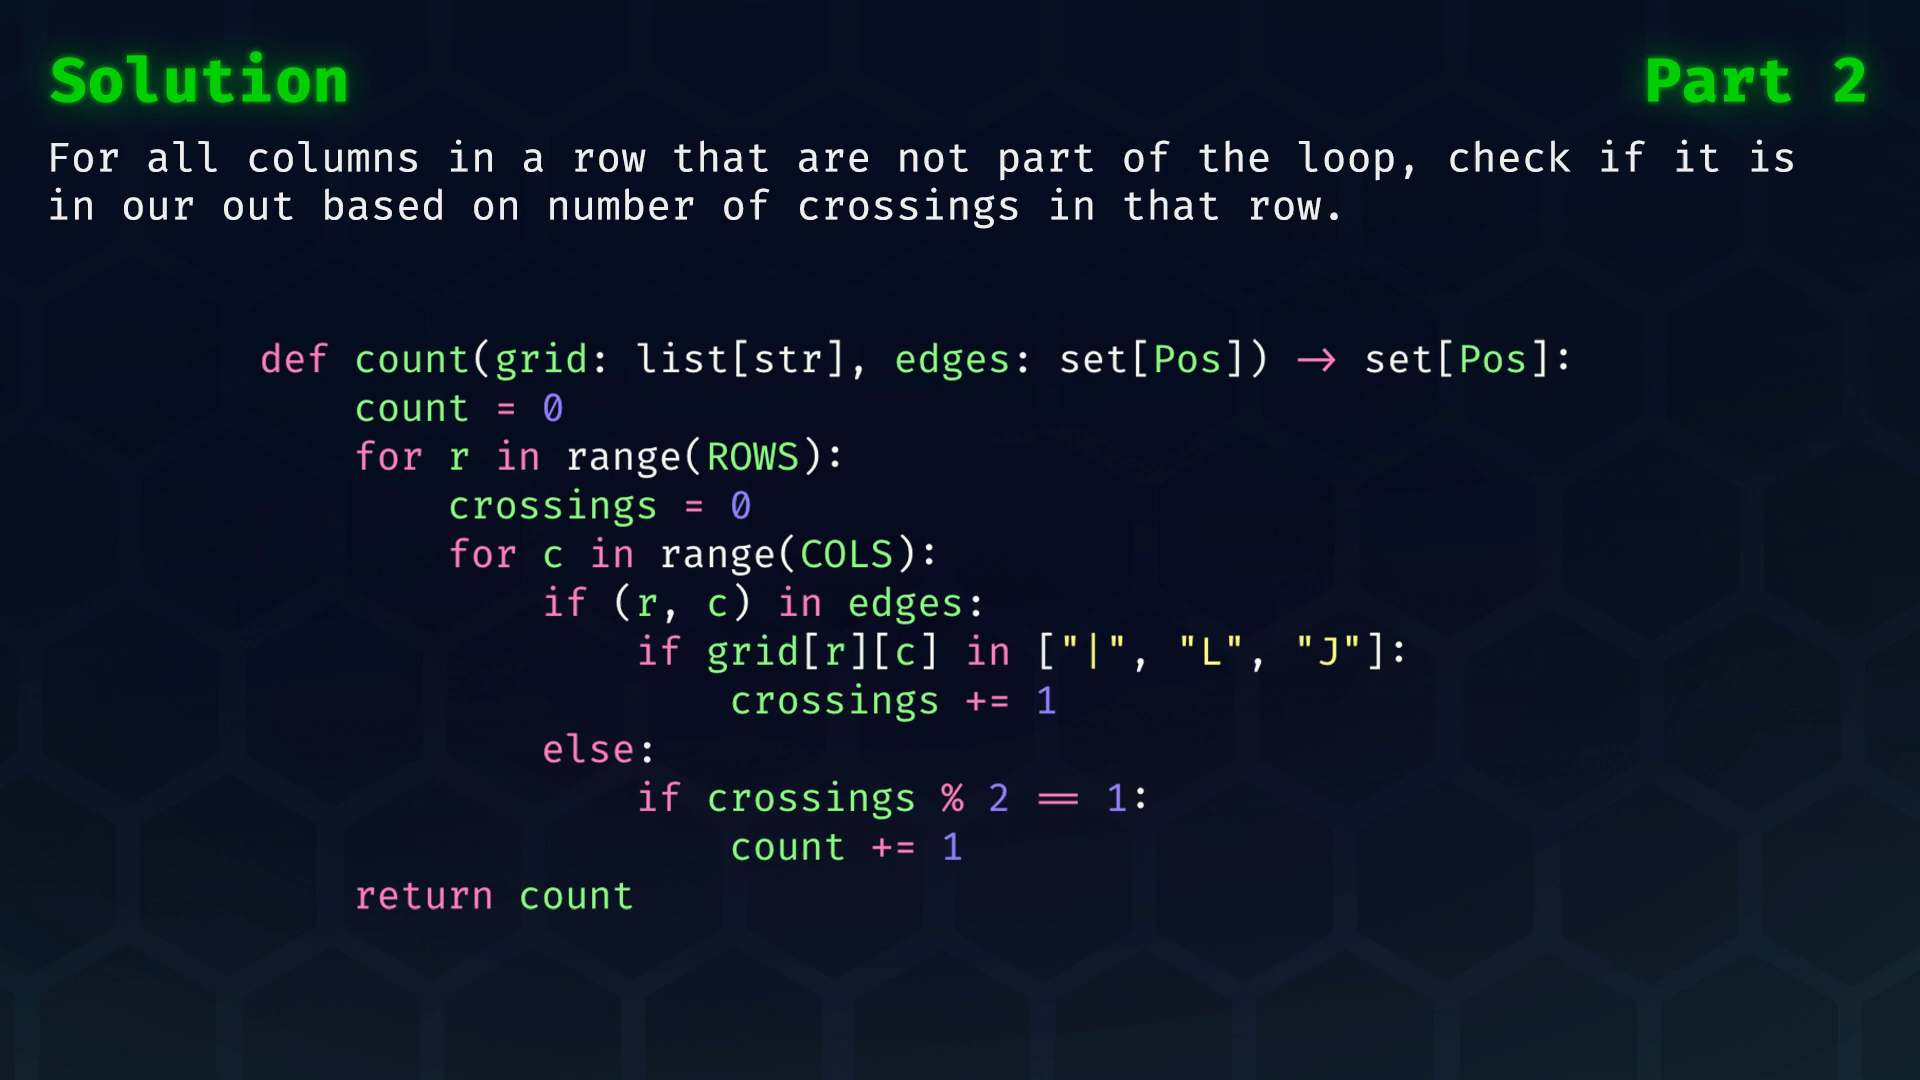 Solution
Part 2
For all columns in a row that are not part of the loop, check if it is
in our out based on number of crossings in that row.
def count(grid: list[str], edges: set[Pos]) -> set[Pos]:
    count = 0
    for r in range(ROWS):
        crossings = 0
        for c in range(COLS):
            if (r, c) in edges:
                if grid[r][c] in ["|", "L", "J"]:
                    crossings += 1
            else:
                if crossings % 2 == 1:
                    count += 1
    return count